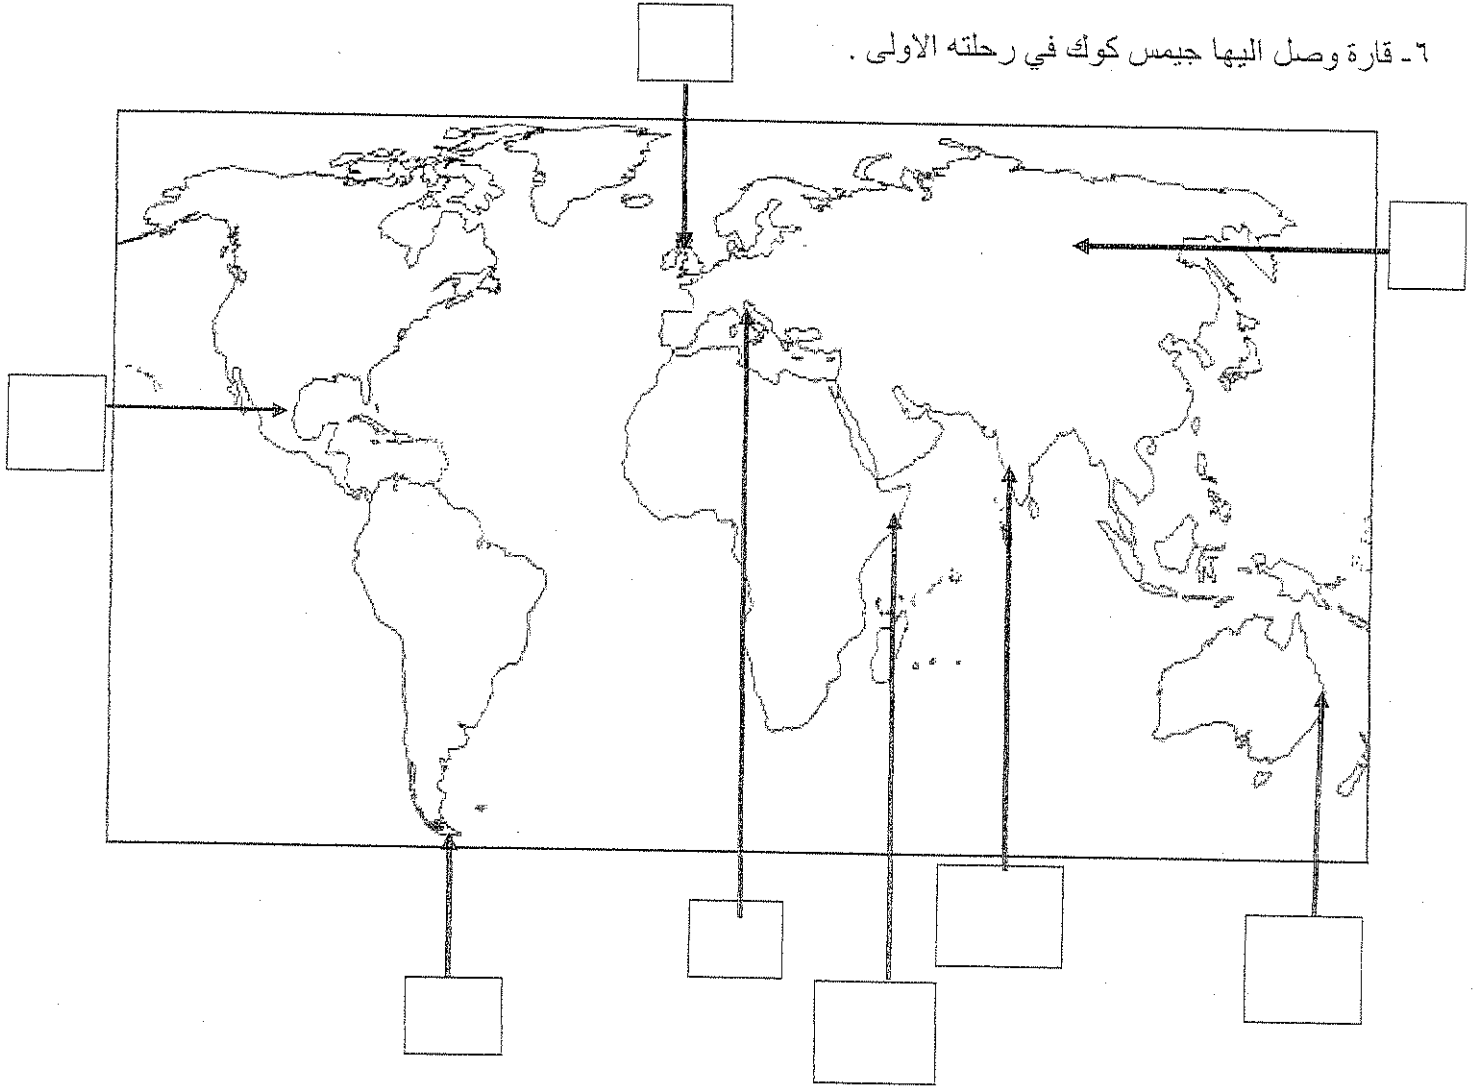 ٦- قارة وصل اليها جيمس كوك في رحلته الاولى .